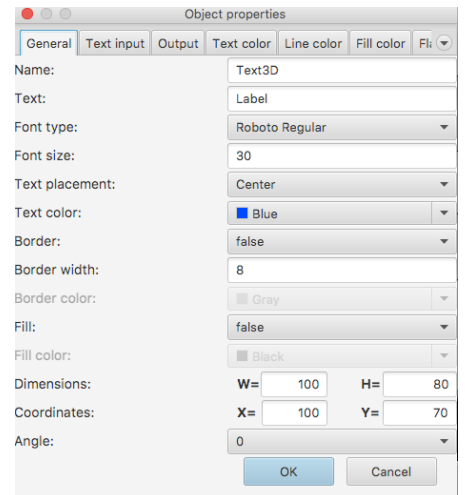 Object properties
General Text input Output Text color Line color Fill color
Name: Text3D
Text: Label
Font type: Roboto Regular
Font size: 30
Text placement: Center
Text color: Blue
Border: false
Border width: 8
Border color: Gray
Fill: false
Fill color: Black
Dimensions: W= 100 H= 80
Coordinates: X= 100 Y= 70
Angle: 0
OK Cancel